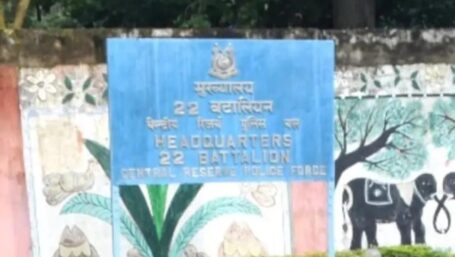 मुख्यालय
22 बटालियन
केन्द्रीय रिजर्व पुलिस बल
HEADQUARTERS
22 BATTALION
CENTRAL RESERVE POLICE FORCE